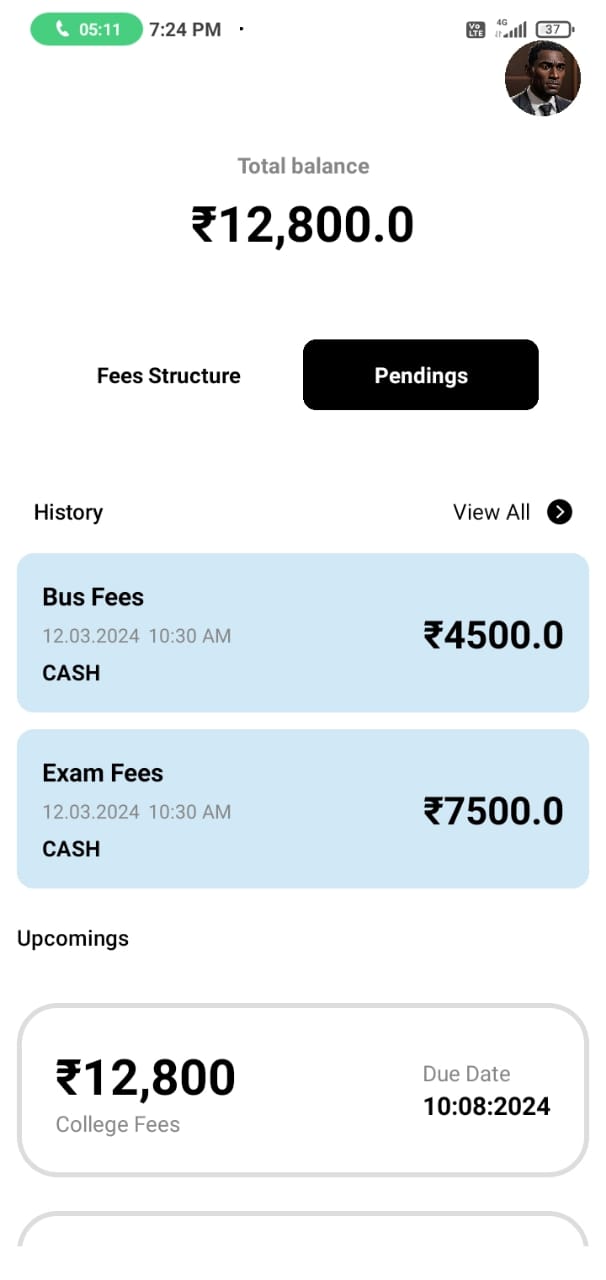 05:11 7:24 PM
Vo LTE 4G 37
Total balance
₹12,800.0
Fees Structure Pendings
History View All
Bus Fees
12.03.2024 10:30 AM
₹4500.0
CASH
Exam Fees
12.03.2024 10:30 AM
₹7500.0
CASH
Upcomings
₹12,800
College Fees
Due Date
10:08:2024